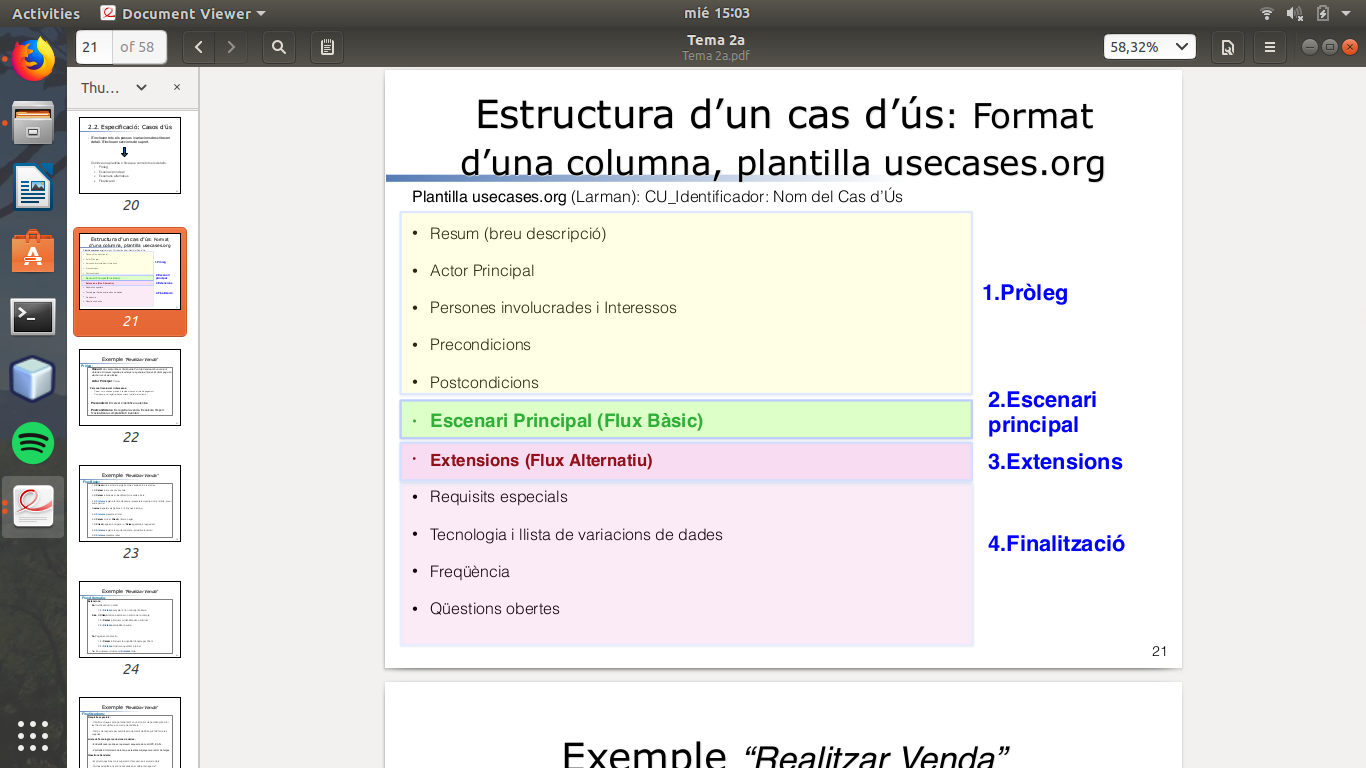 Activities
Document Viewer
mié 15:03
21
of 58
Tema 2a
Tema 2a.pdf
58,32%
Thu…
2.2. Especificació: Casos d'ús
20
Estructura d'un cas d'ús: Format
d'una columna, plantilla usecases.org
21
Exemple "Realitzar Venda"
22
Exemple "Realitzar Venda"
23
Exemple "Realitzar Venda"
24
Exemple "Realitzar Venda"
Estructura d’un cas d’ús: Format
d’una columna, plantilla usecases.org
Plantilla usecases.org (Larman): CU_Identificador: Nom del Cas d’Ús
• Resum (breu descripció)
• Actor Principal
• Persones involucrades i Interessos
• Precondicions
• Postcondicions
1.Pròleg
• Escenari Principal (Flux Bàsic)
2.Escenari
principal
• Extensions (Flux Alternatiu)
3.Extensions
• Requisits especials
• Tecnologia i llista de variacions de dades
• Freqüència
• Qüestions obertes
4.Finalització
21
Exemple “Realitzar Venda”